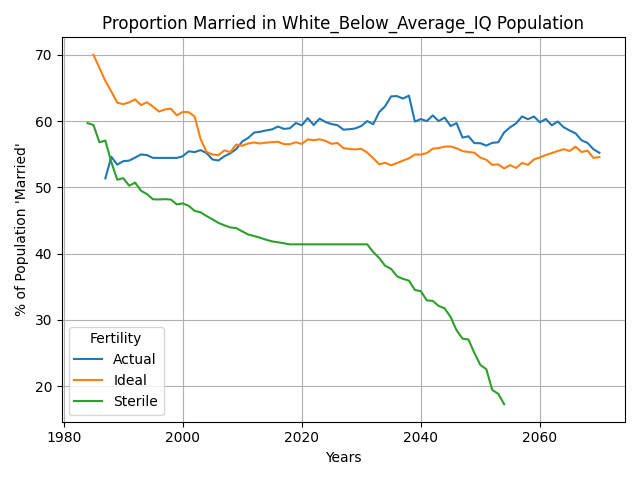 Proportion Married in White_Below_Average_IQ Population
% of Population 'Married'
70
60
50
40
30
20
Fertility
Actual
Ideal
Sterile
1980
2000
2020
2040
2060
Years